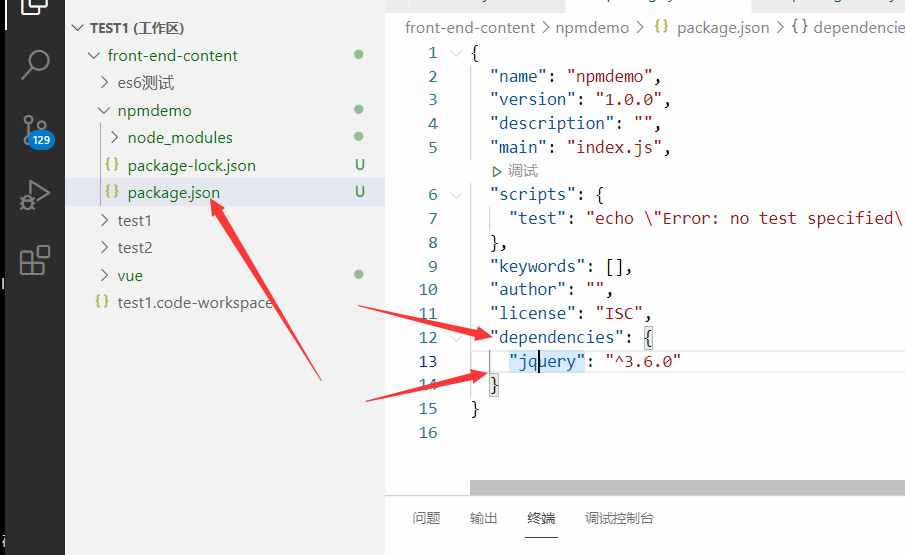 TEST1 (工作区)
front-end-content
es6测试
npmdemo
node_modules
package-lock.json U
package.json U
test1
test2
vue
test1.code-workspace
129
front-end-content > npmdemo > {} package.json > {} dependencie
1 {
2 "name": "npmdemo",
3 "version": "1.0.0",
4 "description": "",
5 "main": "index.js",
调试
6 "scripts": {
7 "test": "echo \"Error: no test specified\
8 },
9 "keywords": [],
10 "author": "",
11 "license": "ISC",
12 "dependencies": {
13 "jquery": "^3.6.0"
14 }
15 }
16
问题 输出 终端 调试控制台